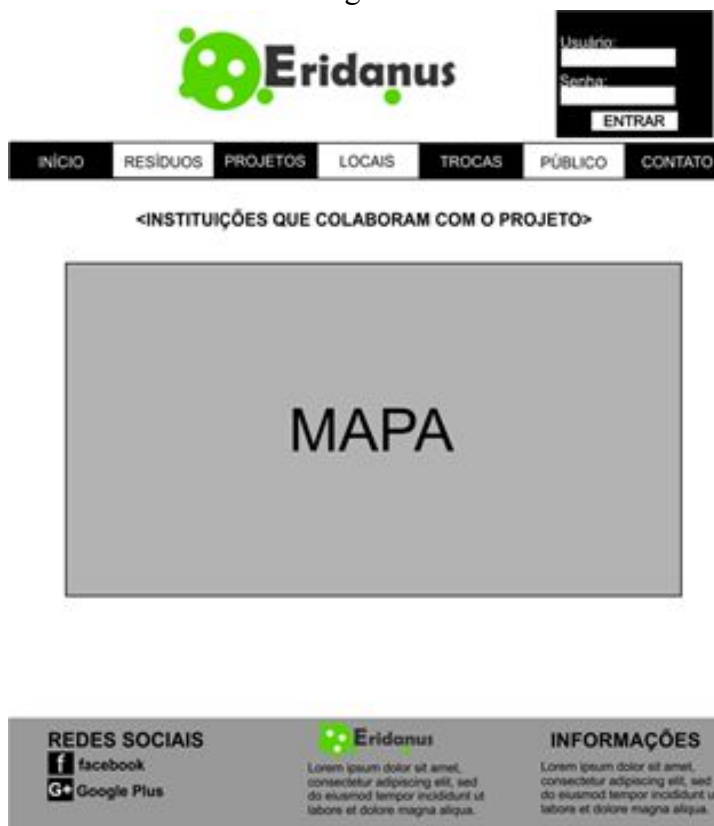 Eridanus
Usuário:
Senha:
ENTRAR
INÍCIO RESÍDUOS PROJETOS LOCAIS TROCAS PÚBLICO CONTATO
<INSTITUIÇÕES QUE COLABORAM COM O PROJETO>
MAPA
REDES SOCIAIS
f facebook
G+ Google Plus
Eridanus
Lorem ipsum dolor sit amet,
consectetur adipiscing elit, sed
do eiusmod tempor incididunt ut
labore et dolore magna aliqua.
INFORMAÇÕES
Lorem ipsum dolor sit amet,
consectetur adipiscing elit, sed
do eiusmod tempor incididunt u
labore et dolore magna aliqua.